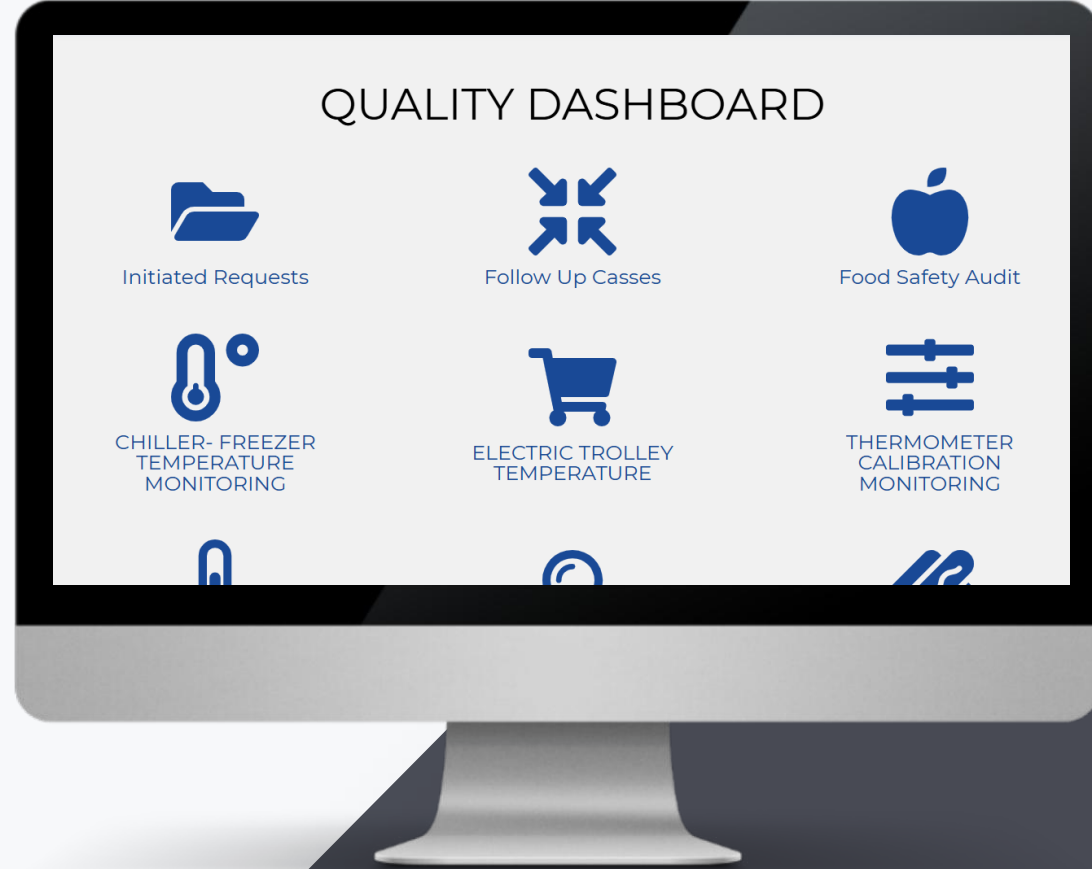 QUALITY DASHBOARD
Initiated Requests
Follow Up Casses
Food Safety Audit
CHILLER- FREEZER
TEMPERATURE
MONITORING
ELECTRIC TROLLEY
TEMPERATURE
THERMOMETER
CALIBRATION
MONITORING